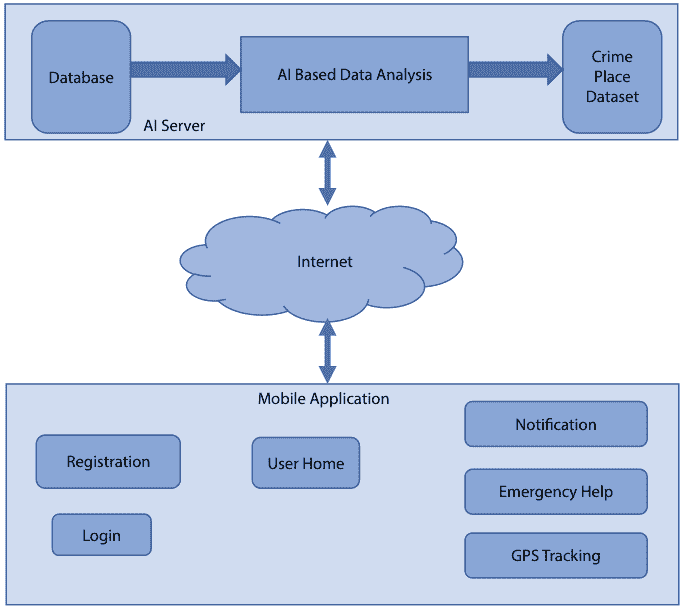 Database
AI Based Data Analysis
Crime
Place
Dataset
AI Server
Internet
Mobile Application
Registration
User Home
Notification
Login
Emergency Help
GPS Tracking